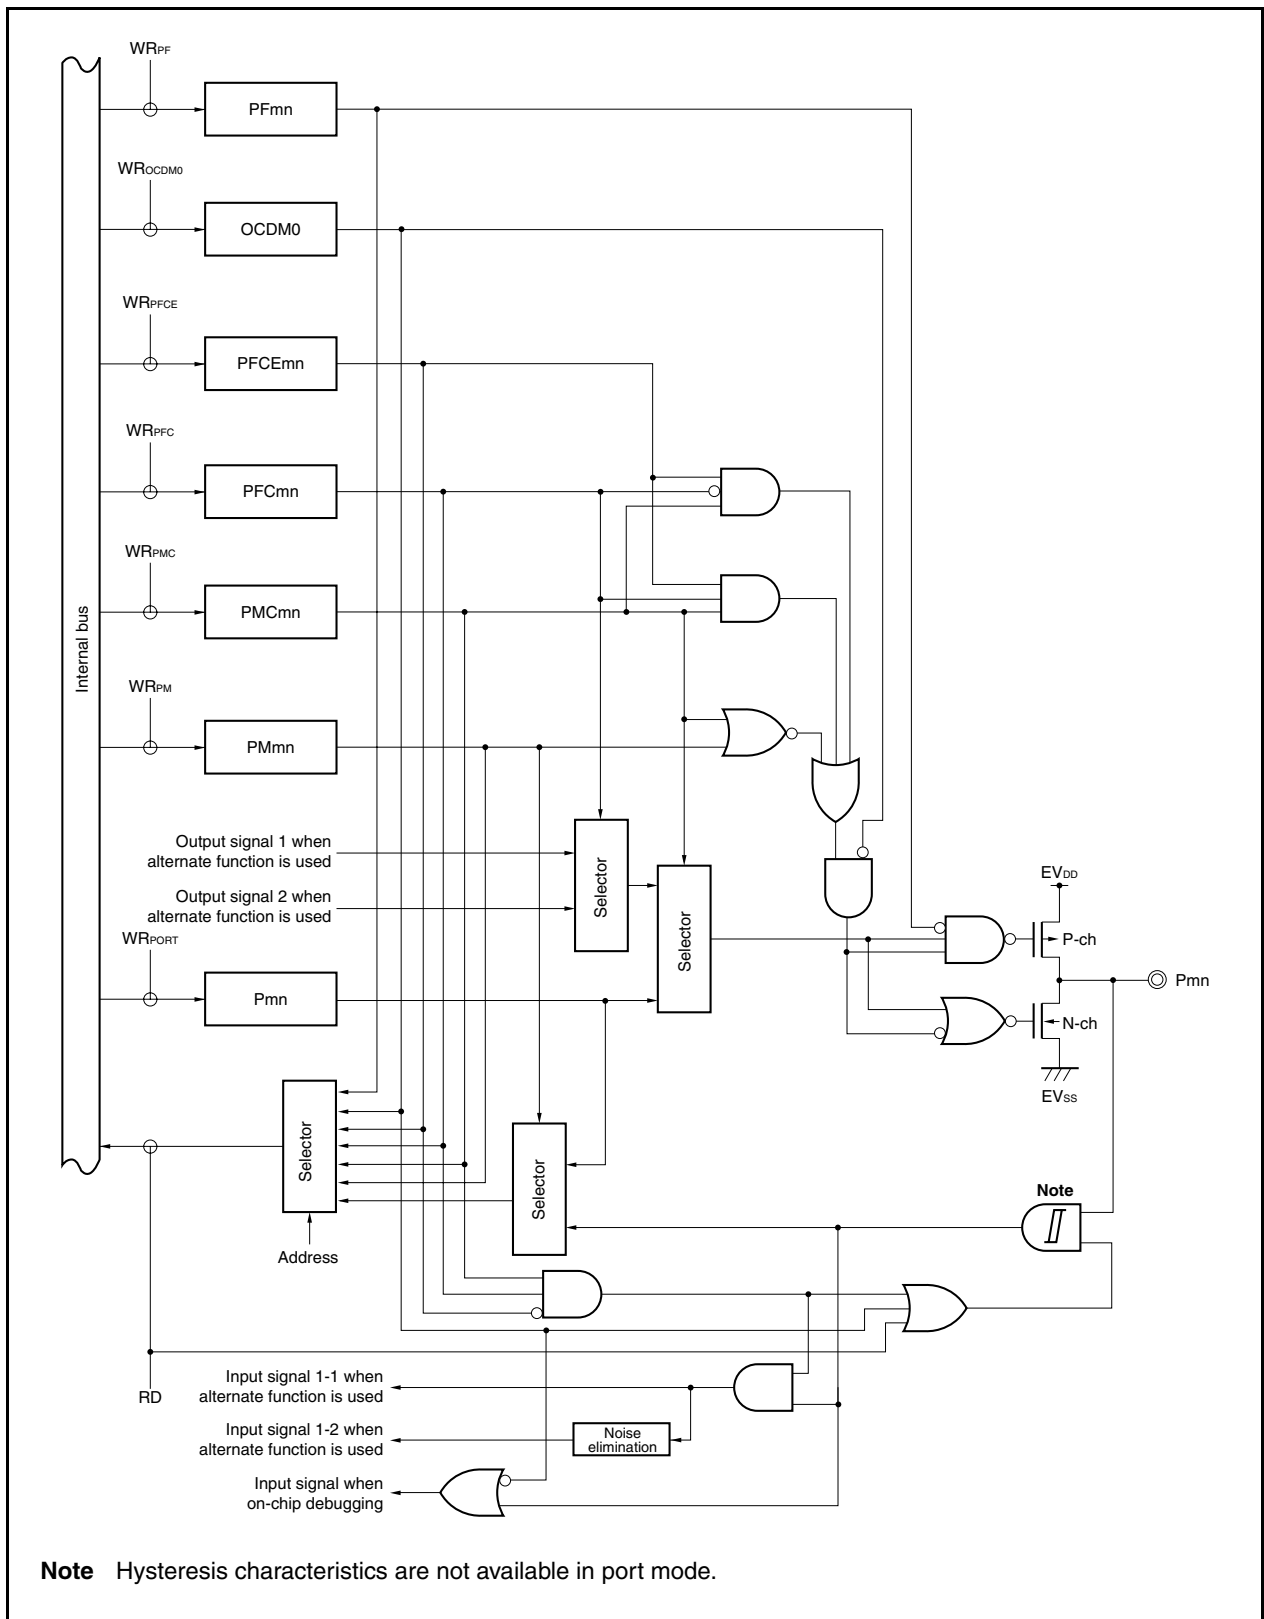 WRPF
PFmn
WROCDM0
OCDM0
WRPFCE
PFCEmn
WRPFC
PFCmn
WRPMC
PMCmn
Internal bus
WRPM
PMmn
Output signal 1 when
alternate function is used
Output signal 2 when
alternate function is used
Selector
Selector
EVDD
P-ch
WRPORT
Pmn
Pmn
N-ch
EVSS
Selector
Selector
Note
Address
RD
Input signal 1-1 when
alternate function is used
Input signal 1-2 when
alternate function is used
Noise
elimination
Input signal when
on-chip debugging
Note Hysteresis characteristics are not available in port mode.